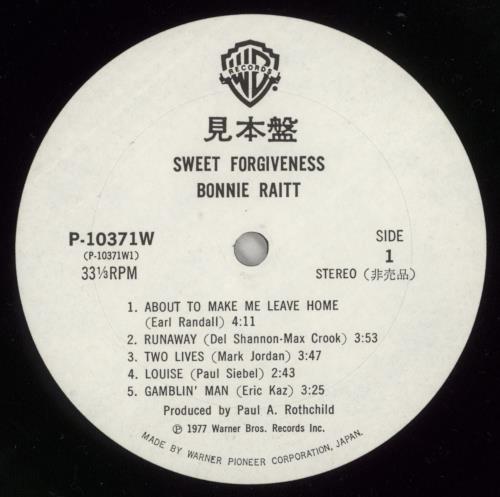 RECORDS
見本盤
SWEET FORGIVENESS
BONNIE RAITT
P-10371W
(P-10371W1)
33⅓RPM
SIDE
1
STEREO (非売品)
1. ABOUT TO MAKE ME LEAVE HOME
(Earl Randall) 4:11
2. RUNAWAY (Del Shannon-Max Crook) 3:53
3. TWO LIVES (Mark Jordan) 3:47
4. LOUISE (Paul Siebel) 2:43
5. GAMBLIN' MAN (Eric Kaz) 3:25
Produced by Paul A. Rothchild
℗ 1977 Warner Bros. Records Inc.
MADE BY WARNER PIONEER CORPORATION, JAPAN.